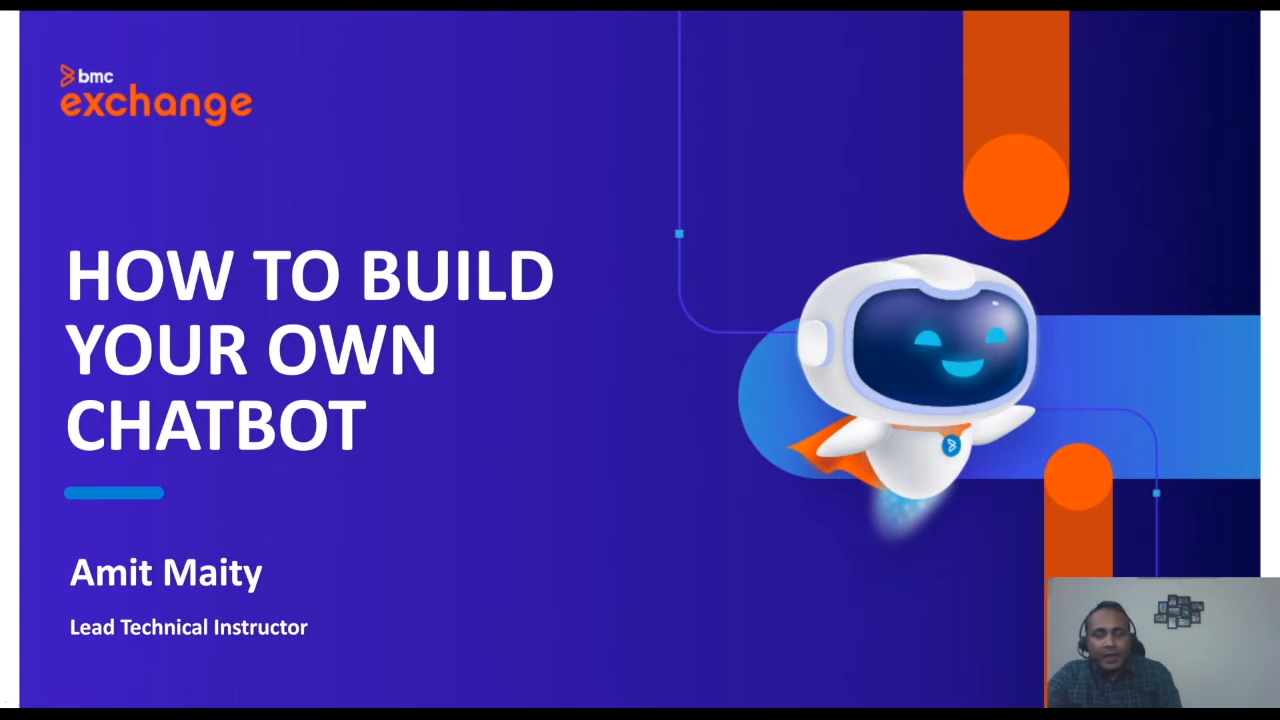 bmc
exchange
HOW TO BUILD
YOUR OWN
CHATBOT
Amit Maity
Lead Technical Instructor